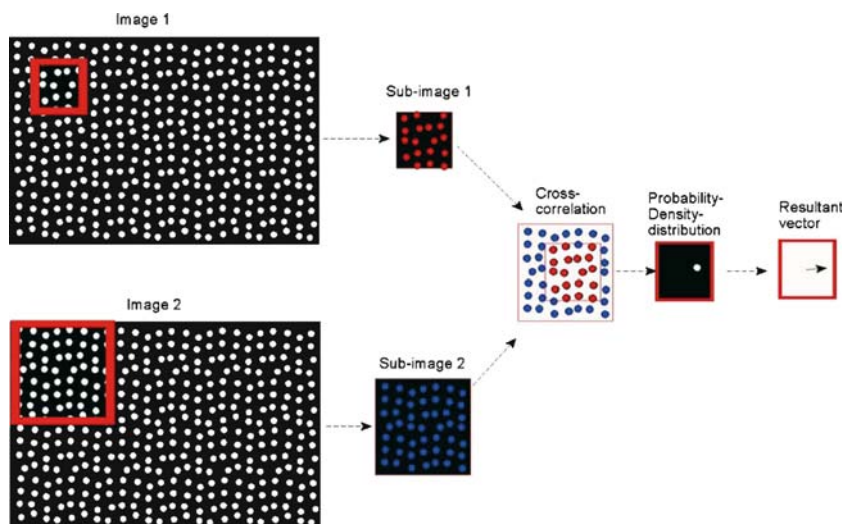 Image 1
Sub-image 1
Cross-
correlation
Probability-
Density-
distribution
Resultant
vector
Image 2
Sub-image 2